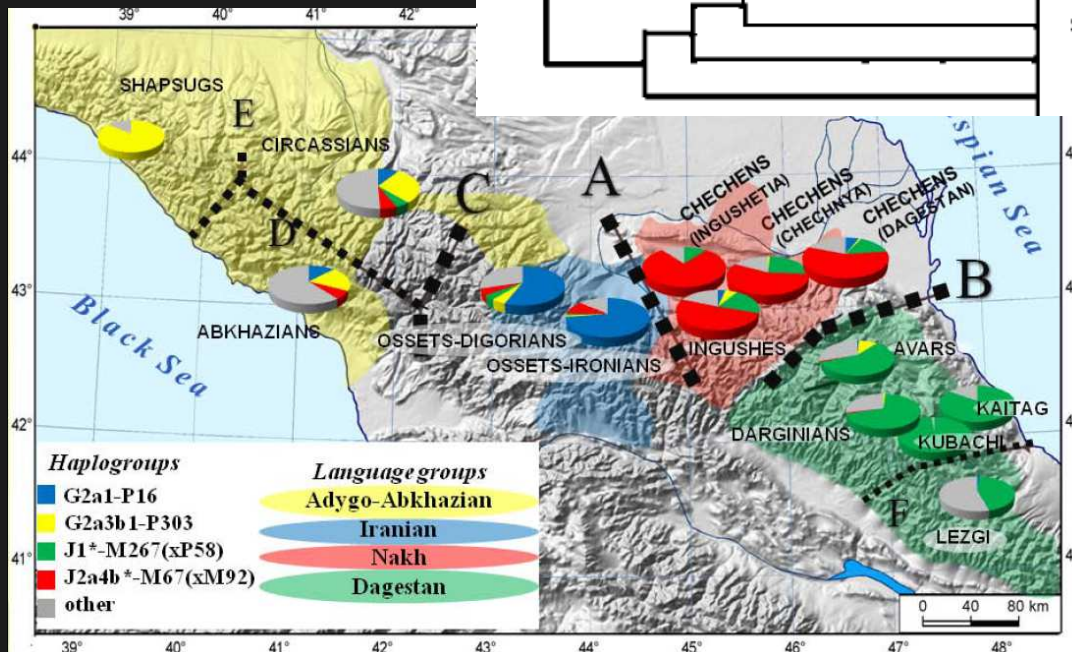 39° 40° 41° 42°
SHAPSUGS
E
CIRCASSIANS
44°
D
C
A
CHECHENS
(INGUSHETIA)
CHECHENS
(CHECHNYA)
CHECHENS
(DAGESTAN)
spian Sea
B
43°
ABKHAZIANS
Black Sea
OSSETS-DIGORIANS
OSSETS-IRONIANS
INGUSHES
AVARS
KAITAG
DARGINIANS
KUBACHI
42°
F
LEZGI
41°
Haplogroups
G2a1-P16
G2a3b1-P303
J1*-M267(xP58)
J2a4b*-M67(xM92)
other
Language groups
Adygo-Abkhazian
Iranian
Nakh
Dagestan
0 40 80 km
39° 40° 41° 42° 43° 44° 45° 46° 47° 48°